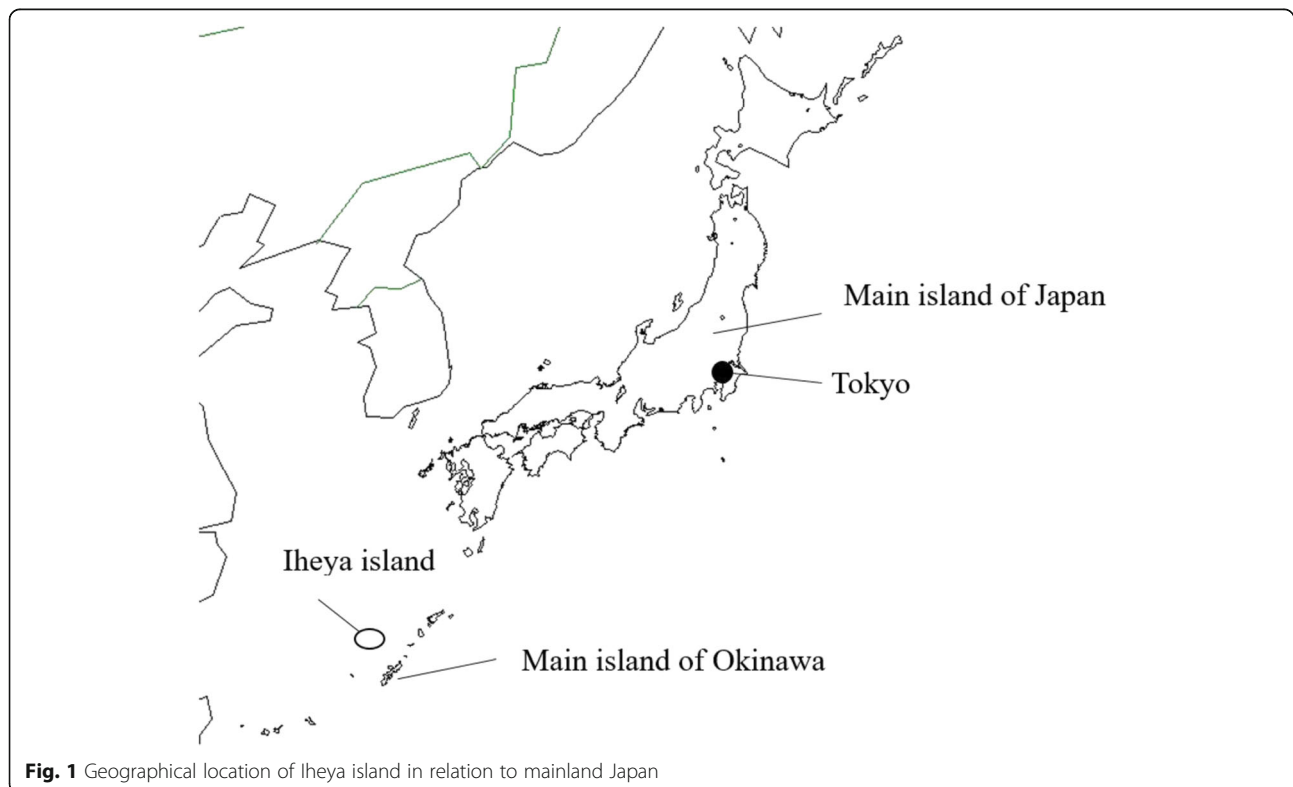 Main island of Japan
Tokyo
Iheya island
Main island of Okinawa
Fig. 1 Geographical location of Iheya island in relation to mainland Japan